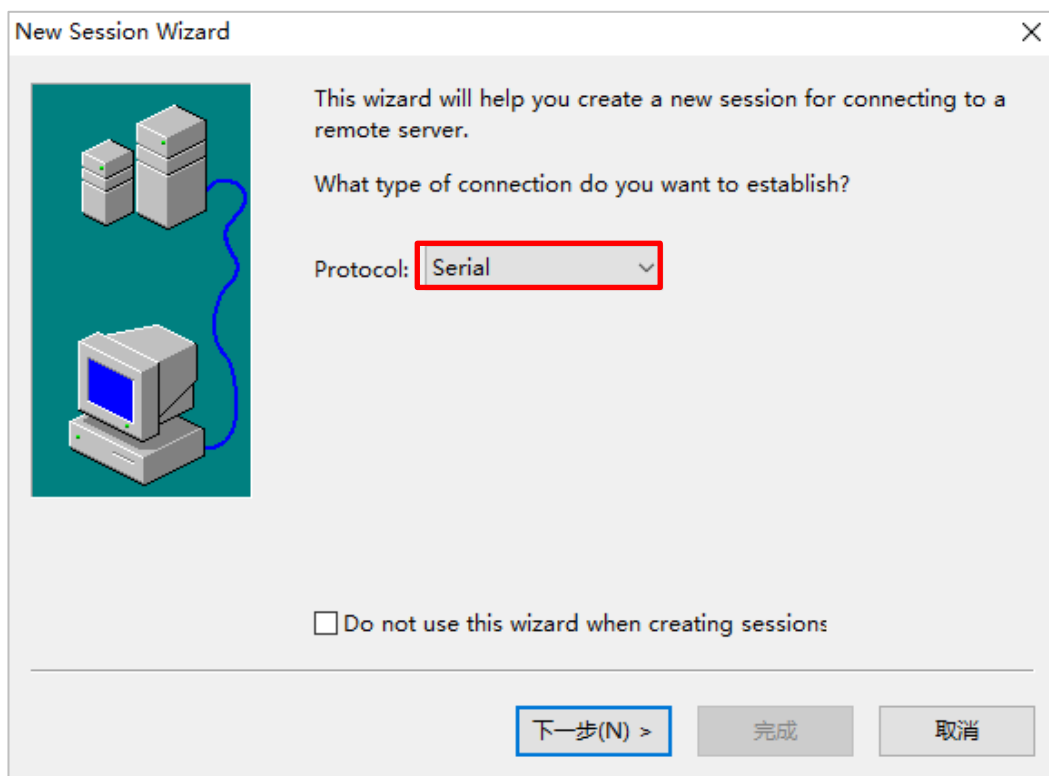 New Session Wizard
This wizard will help you create a new session for connecting to a
remote server.
What type of connection do you want to establish?
Protocol: Serial
Do not use this wizard when creating sessions
下一步(N) >
完成
取消